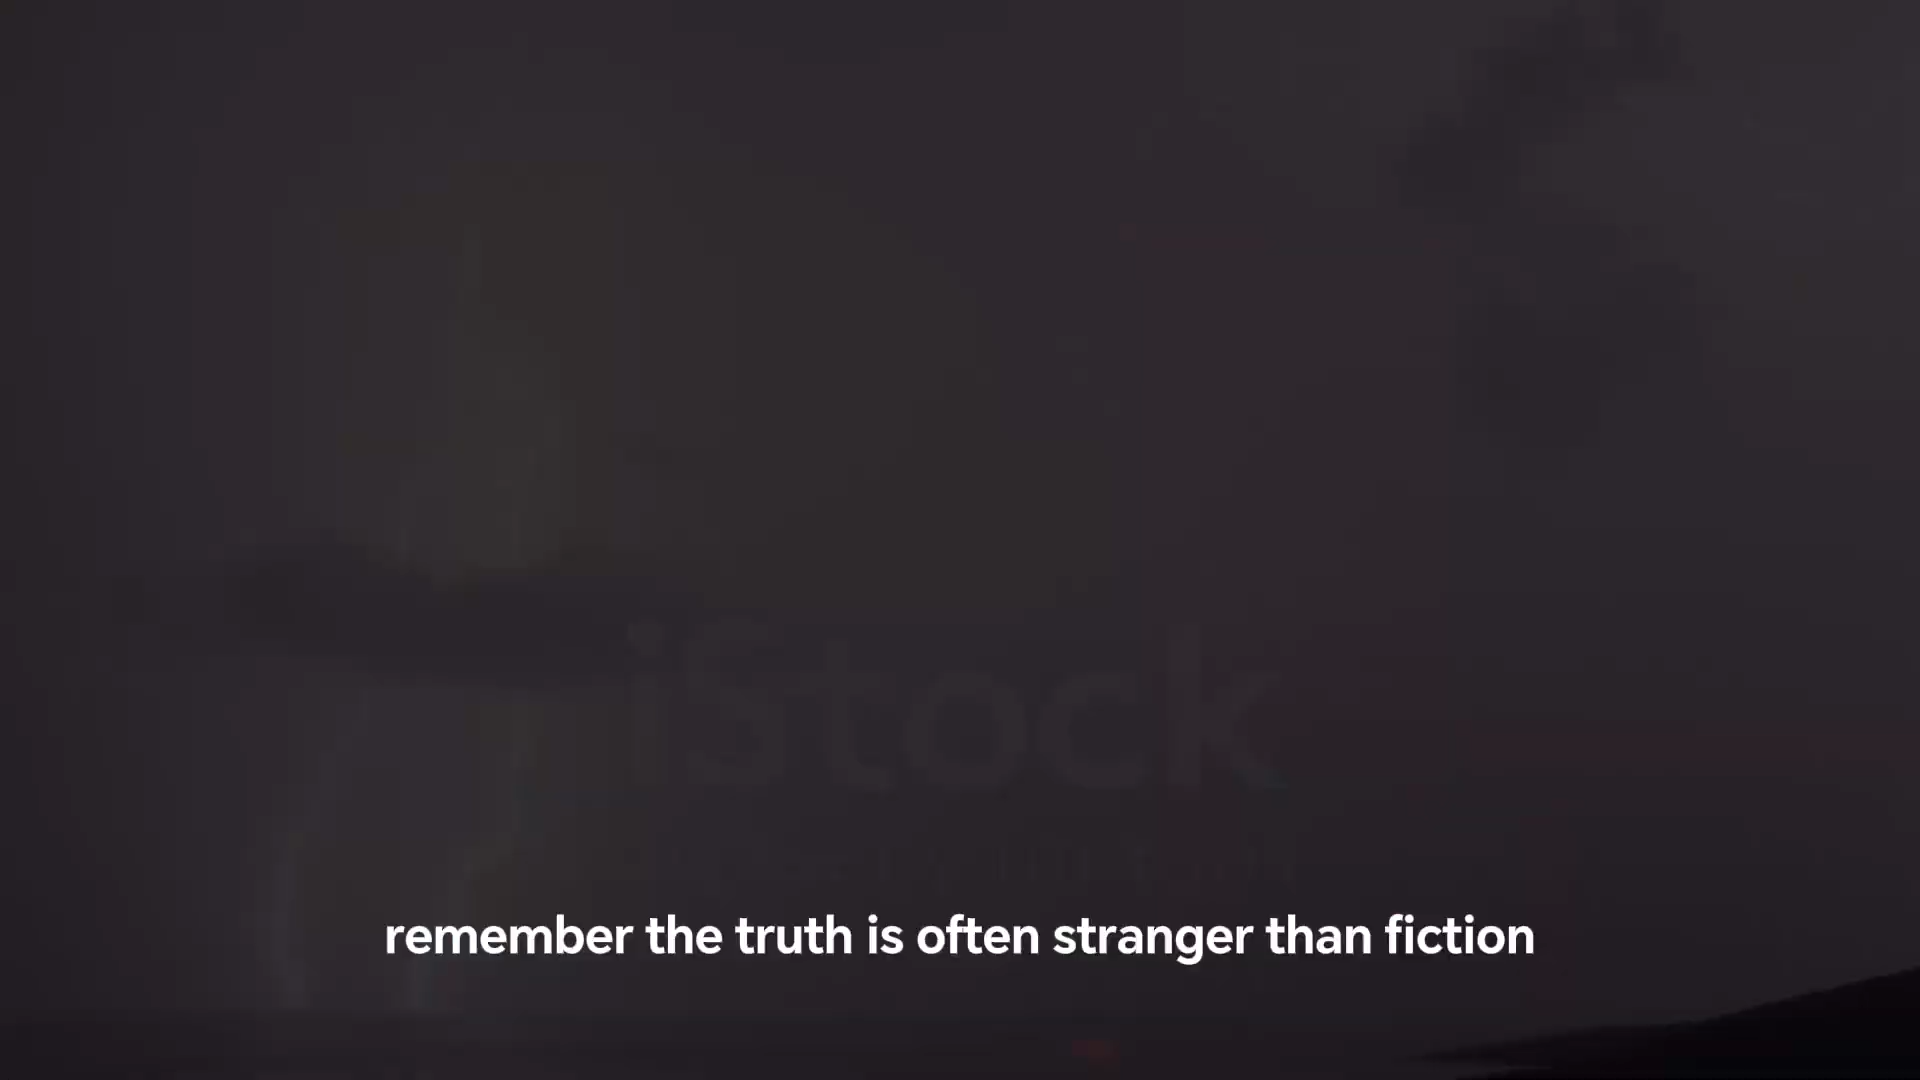 iStock
remember the truth is often stranger than fiction